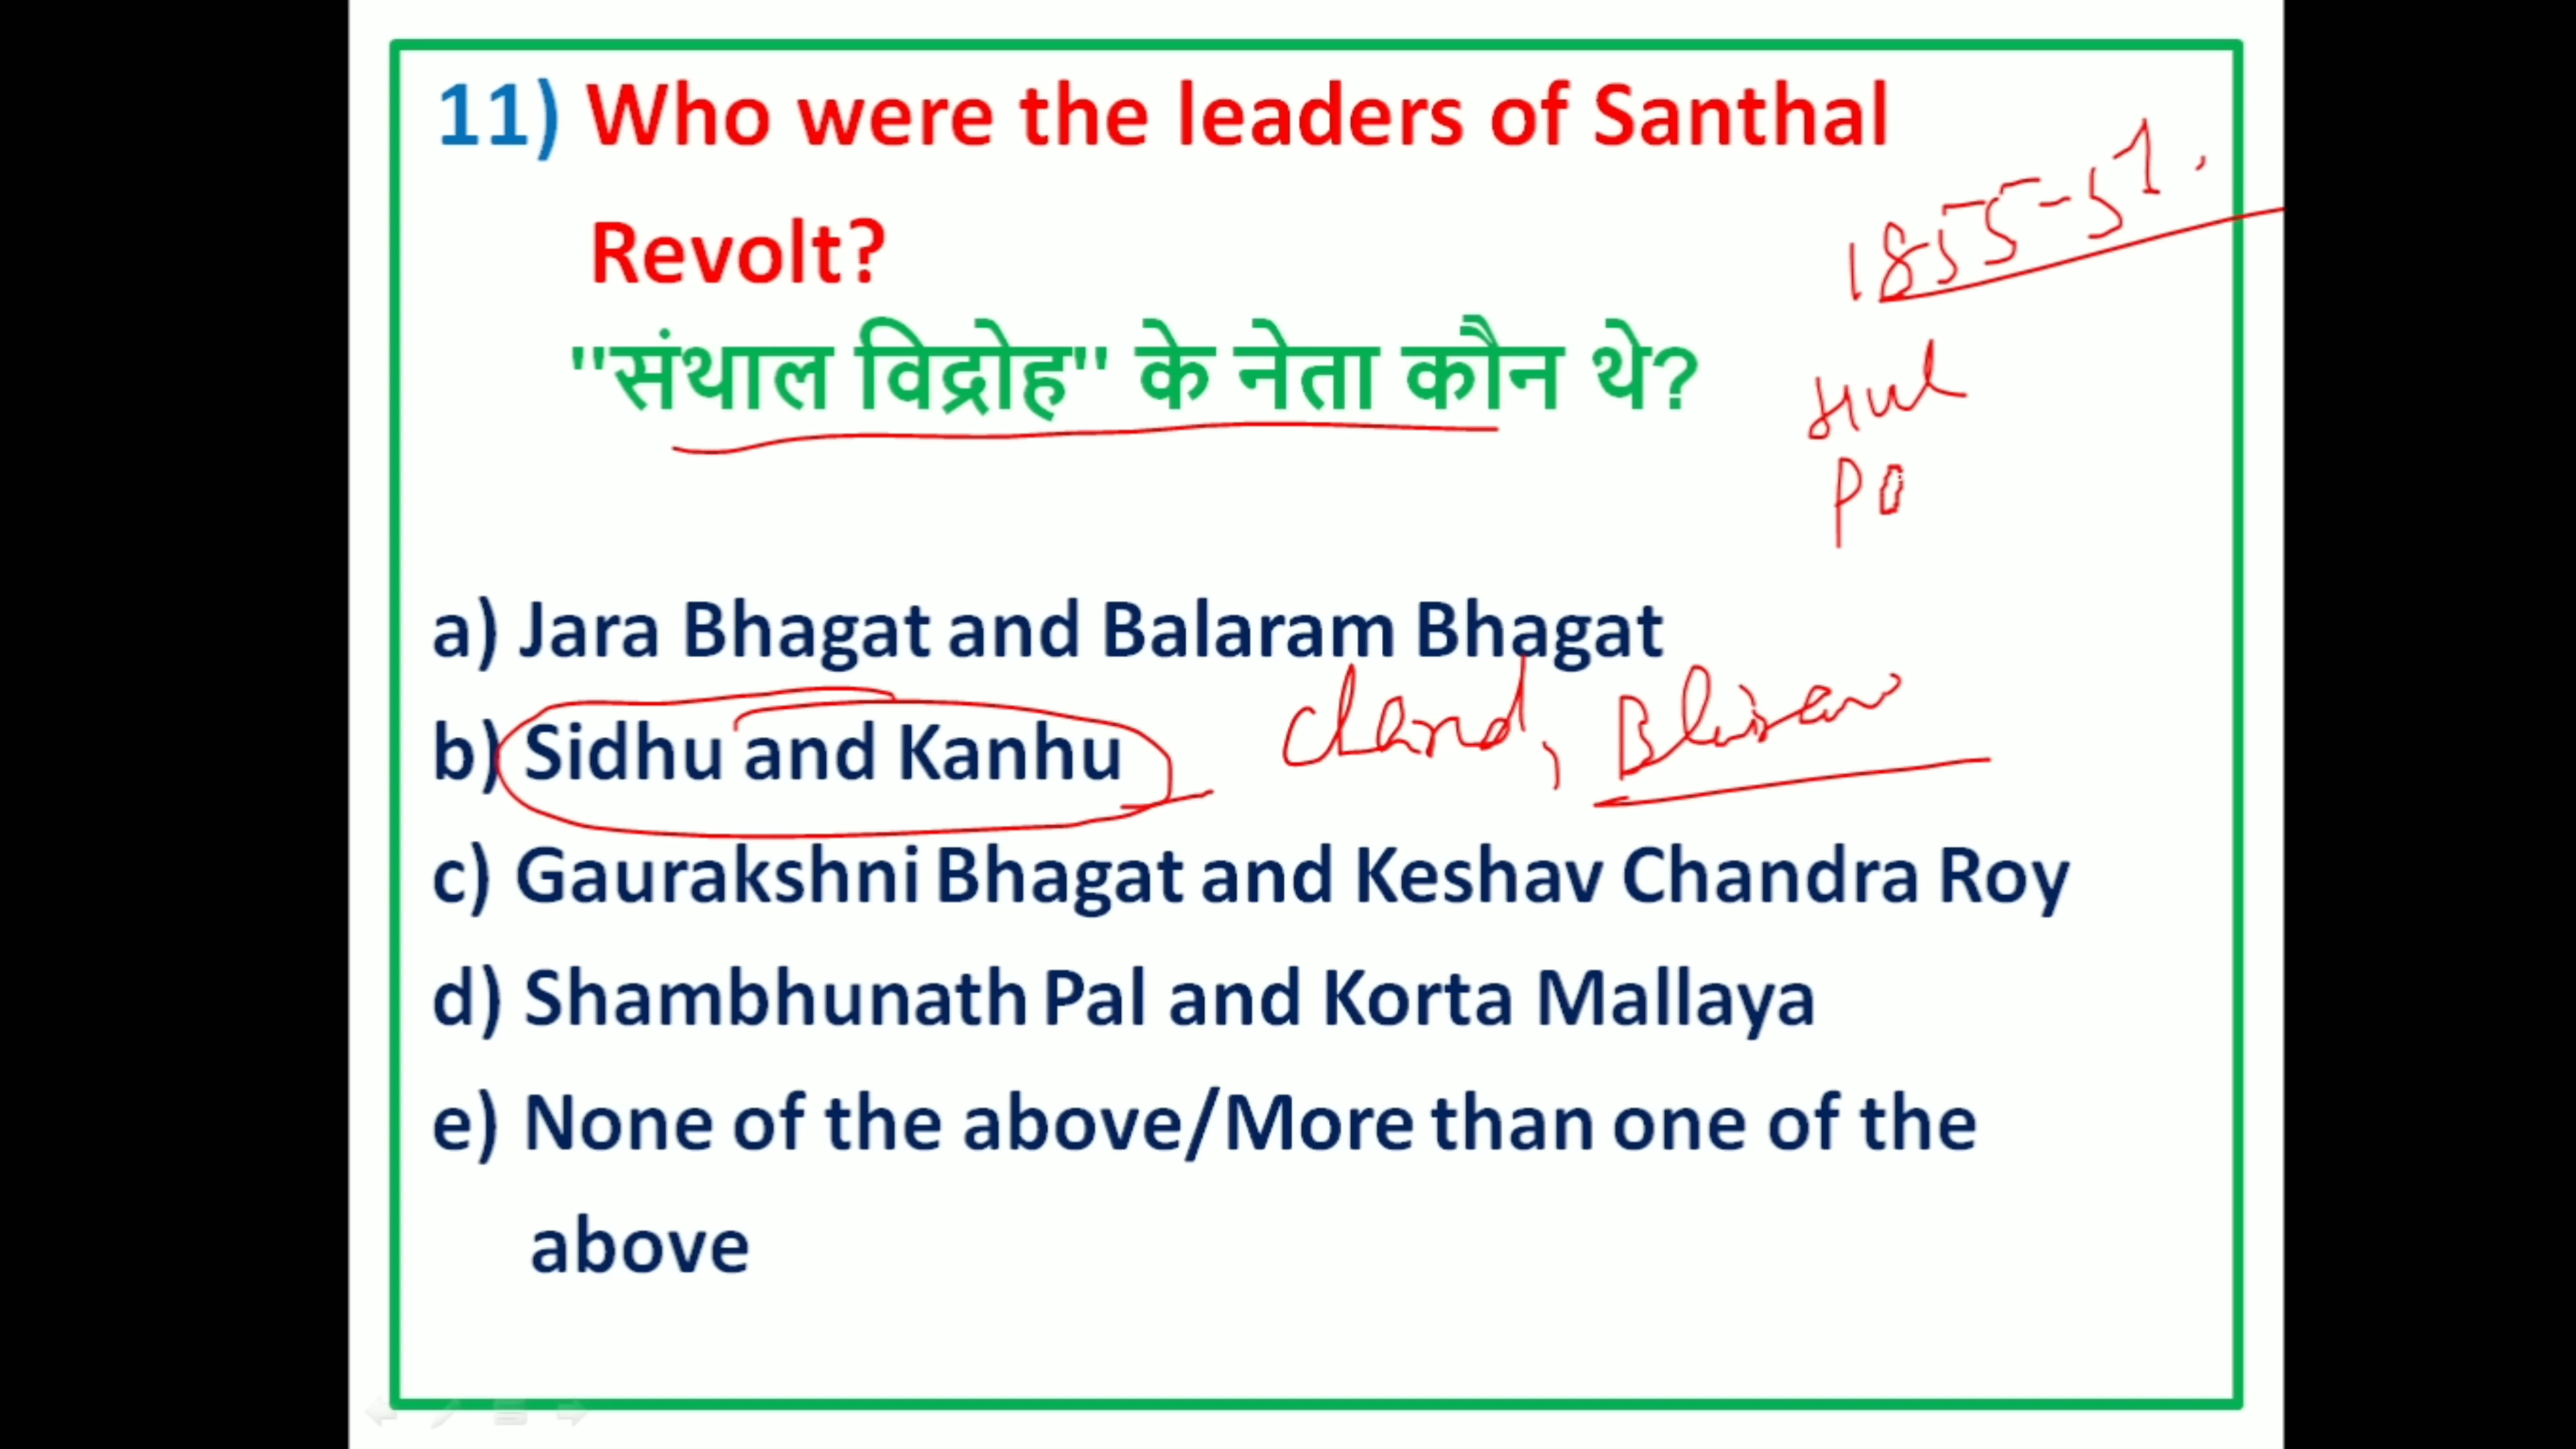 11) Who were the leaders of Santhal
Revolt?
1855-57.
"संथाल विद्रोह" के नेता कौन थे?
Hul
PO
a) Jara Bhagat and Balaram Bhagat
b) Sidhu and Kanhu Chand,
c) Gaurakshni Bhagat and Keshav Chandra Roy
d) Shambhunath Pal and Korta Mallaya
e) None of the above/More than one of the
above